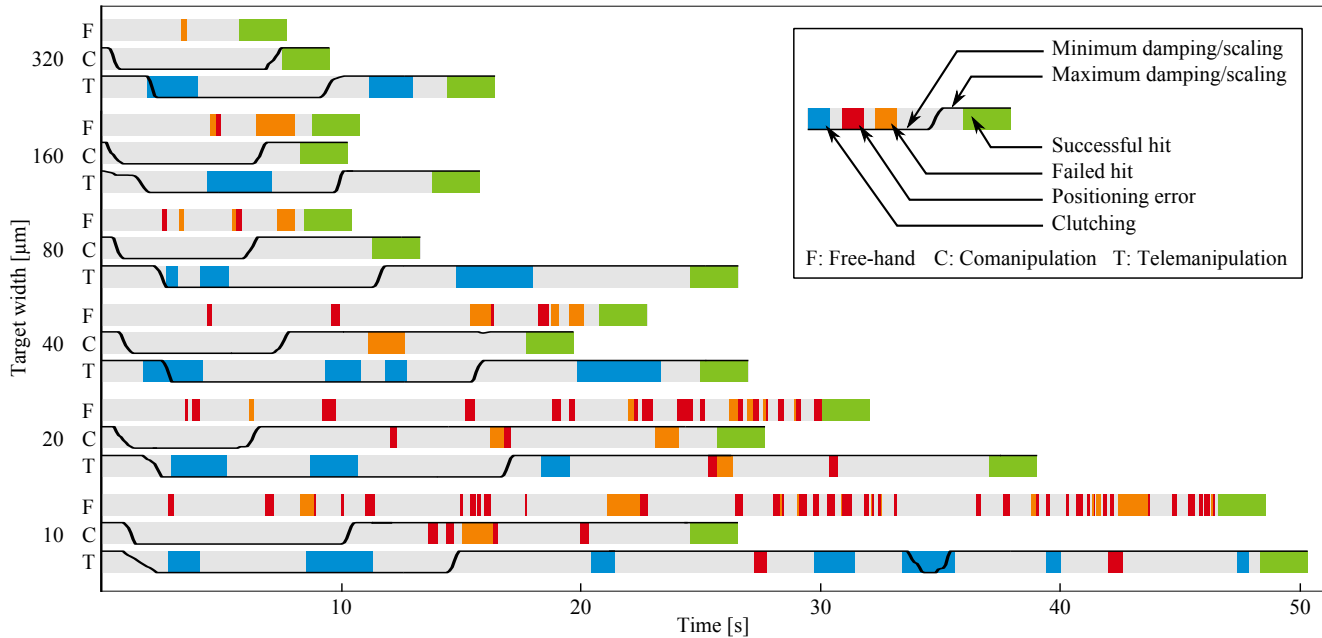 F
320 C
T
F
160 C
T
F
80 C
T
F
40 C
T
F
20 C
T
F
10 C
T
Target width [µm]
10 20 30 40 50
Time [s]
Minimum damping/scaling
Maximum damping/scaling
Successful hit
Failed hit
Positioning error
Clutching
F: Free-hand C: Comanipulation T: Telemanipulation